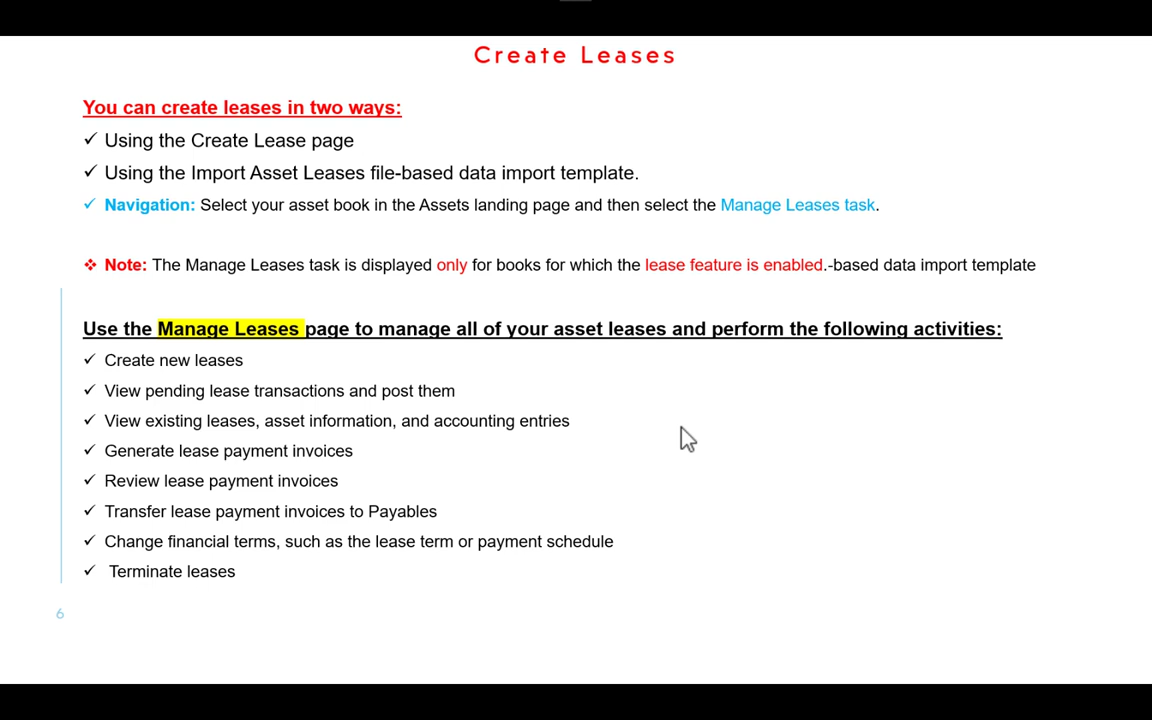 Create Leases
You can create leases in two ways:
✓ Using the Create Lease page
✓ Using the Import Asset Leases file-based data import template.
✓ Navigation: Select your asset book in the Assets landing page and then select the Manage Leases task.
❖ Note: The Manage Leases task is displayed only for books for which the lease feature is enabled.-based data import template
Use the Manage Leases page to manage all of your asset leases and perform the following activities:
✓ Create new leases
✓ View pending lease transactions and post them
✓ View existing leases, asset information, and accounting entries
✓ Generate lease payment invoices
✓ Review lease payment invoices
✓ Transfer lease payment invoices to Payables
✓ Change financial terms, such as the lease term or payment schedule
✓ Terminate leases
6